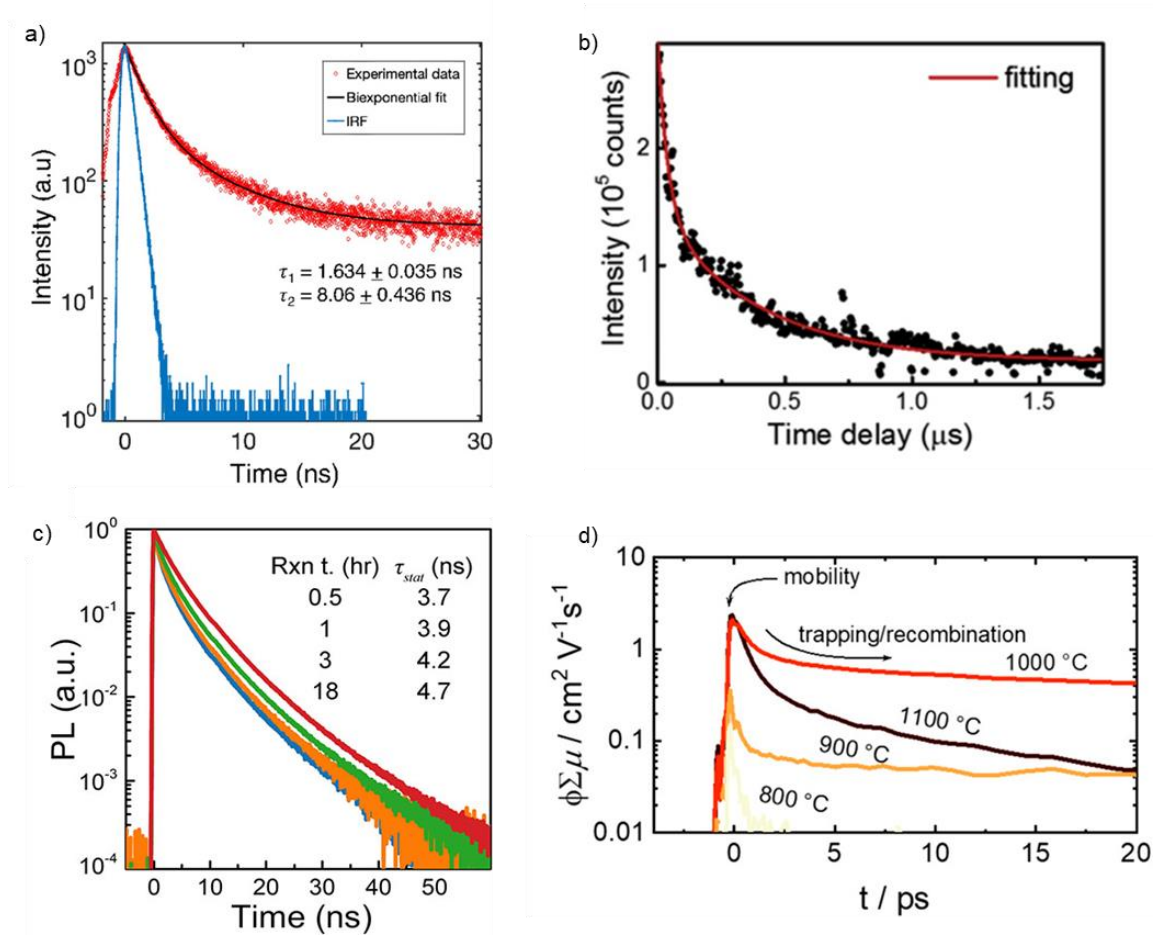 a)
10³
10²
10¹
10⁰
Intensity (a.u)
Experimental data
Biexponential fit
IRF
τ₁ = 1.634 ± 0.035 ns
τ₂ = 8.06 ± 0.436 ns
0 10 20 30
Time (ns)
b)
fitting
2
1
0
Intensity (10⁵ counts)
0.0 0.5 1.0 1.5
Time delay (μs)
c)
10⁰
10⁻¹
10⁻²
10⁻³
10⁻⁴
PL (a.u.)
Rxn t. (hr) τstat (ns)
0.5 3.7
1 3.9
3 4.2
18 4.7
0 10 20 30 40 50
Time (ns)
d)
10
1
0.1
0.01
ϕΣμ / cm² V⁻¹s⁻¹
mobility
trapping/recombination
1000 °C
1100 °C
900 °C
800 °C
0 5 10 15 20
t / ps